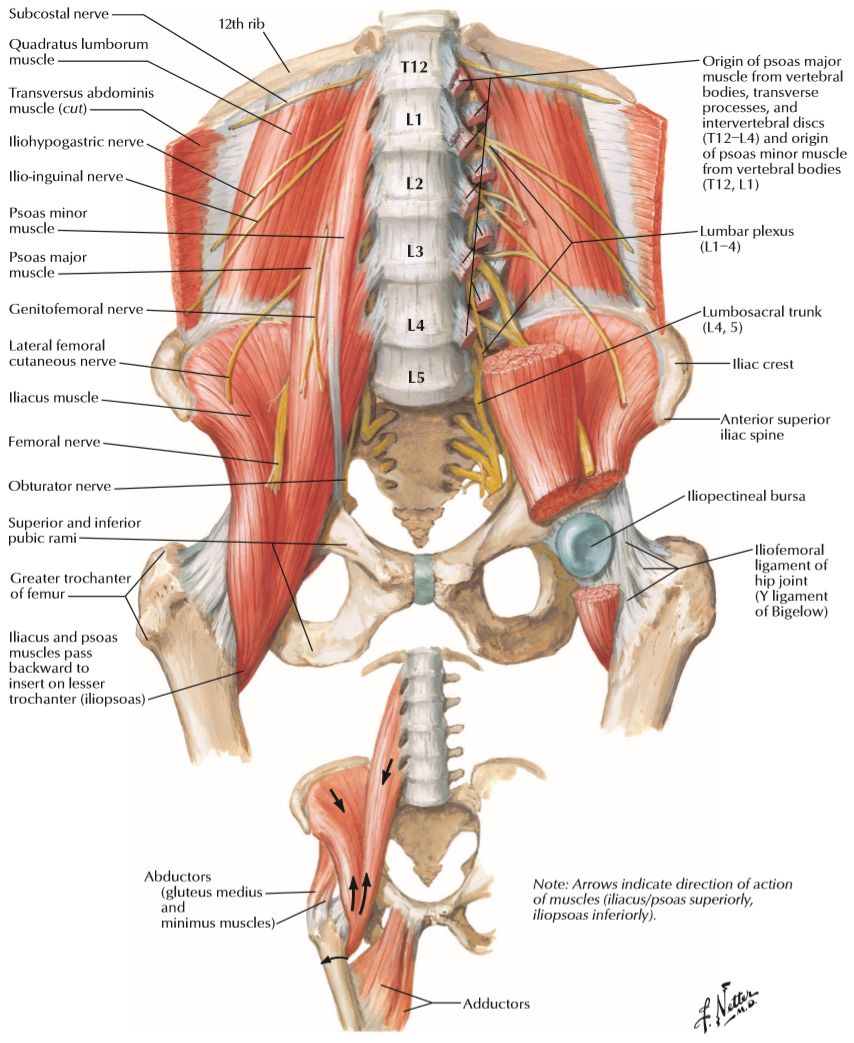 Subcostal nerve
Quadratus lumborum
muscle
Transversus abdominis
muscle (cut)
Iliohypogastric nerve
Ilio-inguinal nerve
Psoas minor
muscle
Psoas major
muscle
Genitofemoral nerve
Lateral femoral
cutaneous nerve
Iliacus muscle
Femoral nerve
Obturator nerve
Superior and inferior
pubic rami
Greater trochanter
of femur
Iliacus and psoas
muscles pass
backward to
insert on lesser
trochanter (iliopsoas)
12th rib
T12
L1
L2
L3
L4
L5
Origin of psoas major
muscle from vertebral
bodies, transverse
processes, and
intervertebral discs
(T12–L4) and origin
of psoas minor muscle
from vertebral bodies
(T12, L1)
Lumbar plexus
(L1–4)
Lumbosacral trunk
(L4, 5)
Iliac crest
Anterior superior
iliac spine
Iliopectineal bursa
Iliofemoral
ligament of
hip joint
(Y ligament
of Bigelow)
Abductors
(gluteus medius
and
minimus muscles)
Adductors
Note: Arrows indicate direction of action
of muscles (iliacus/psoas superiorly,
iliopsoas inferiorly).
F. Netter
M.D.